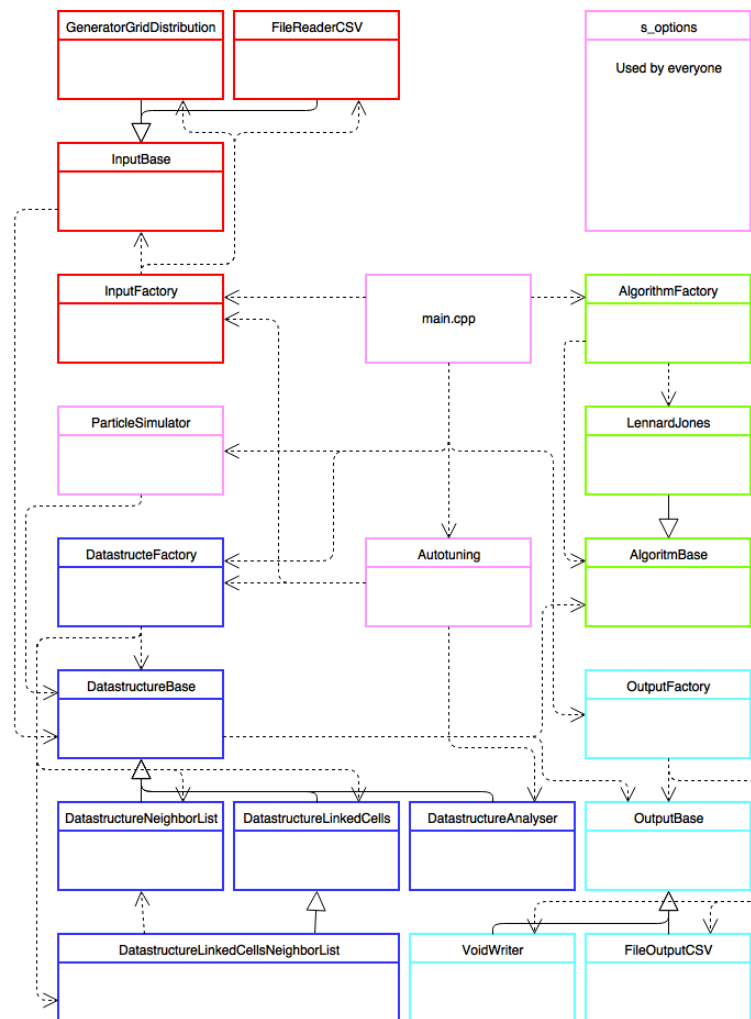 GeneratorGridDistribution
FileReaderCSV
s_options
Used by everyone
InputBase
InputFactory
main.cpp
AlgorithmFactory
ParticleSimulator
LennardJones
DatastructeFactory
Autotuning
AlgoritmBase
DatastructureBase
OutputFactory
DatastructureNeighborList
DatastructureLinkedCells
DatastructureAnalyser
OutputBase
DatastructureLinkedCellsNeighborList
VoidWriter
FileOutputCSV